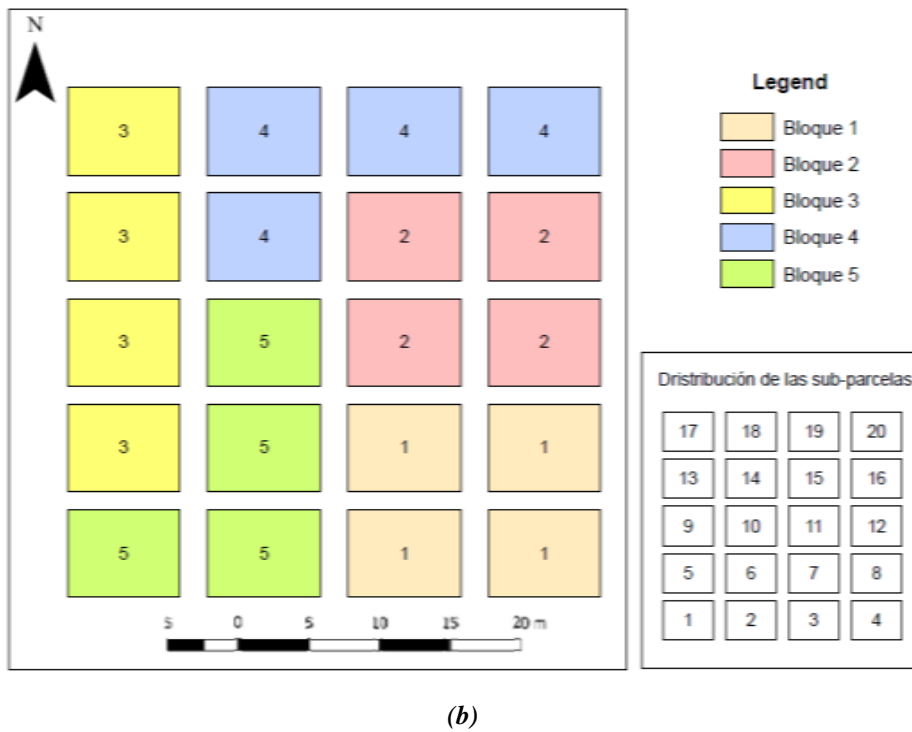 N
3 4 4 4
3 4 2 2
3 5 2 2
3 5 1 1
5 5 1 1
5 0 5 10 15 20 m
Legend
Bloque 1
Bloque 2
Bloque 3
Bloque 4
Bloque 5
Dristribución de las sub-parcelas
17 18 19 20
13 14 15 16
9 10 11 12
5 6 7 8
1 2 3 4
(b)